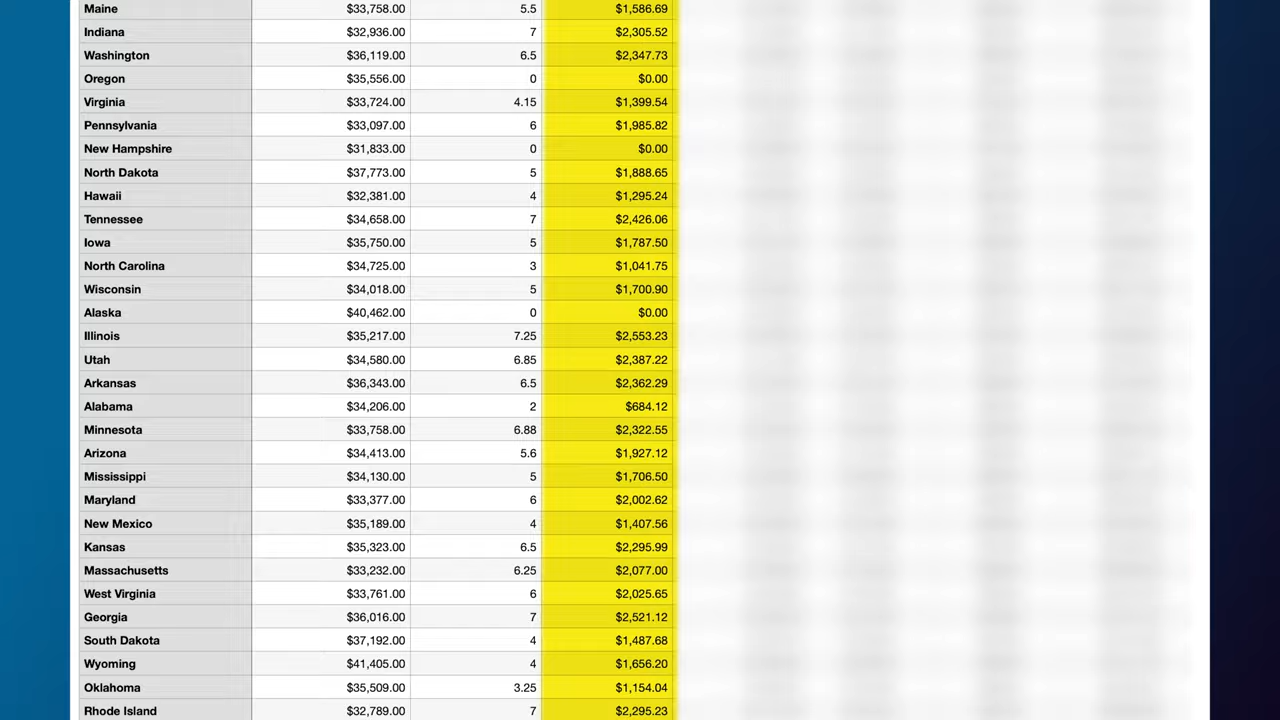 Maine $33,758.00 5.5 $1,586.69
Indiana $32,936.00 7 $2,305.52
Washington $36,119.00 6.5 $2,347.73
Oregon $35,556.00 0 $0.00
Virginia $33,724.00 4.15 $1,399.54
Pennsylvania $33,097.00 6 $1,985.82
New Hampshire $31,833.00 0 $0.00
North Dakota $37,773.00 5 $1,888.65
Hawaii $32,381.00 4 $1,295.24
Tennessee $34,658.00 7 $2,426.06
Iowa $35,750.00 5 $1,787.50
North Carolina $34,725.00 3 $1,041.75
Wisconsin $34,018.00 5 $1,700.90
Alaska $40,462.00 0 $0.00
Illinois $35,217.00 7.25 $2,553.23
Utah $34,580.00 6.85 $2,387.22
Arkansas $36,343.00 6.5 $2,362.29
Alabama $34,206.00 2 $684.12
Minnesota $33,758.00 6.88 $2,322.55
Arizona $34,413.00 5.6 $1,927.12
Mississippi $34,130.00 5 $1,706.50
Maryland $33,377.00 6 $2,002.62
New Mexico $35,189.00 4 $1,407.56
Kansas $35,323.00 6.5 $2,295.99
Massachusetts $33,232.00 6.25 $2,077.00
West Virginia $33,761.00 6 $2,025.65
Georgia $36,016.00 7 $2,521.12
South Dakota $37,192.00 4 $1,487.68
Wyoming $41,405.00 4 $1,656.20
Oklahoma $35,509.00 3.25 $1,154.04
Rhode Island $32,789.00 7 $2,295.23